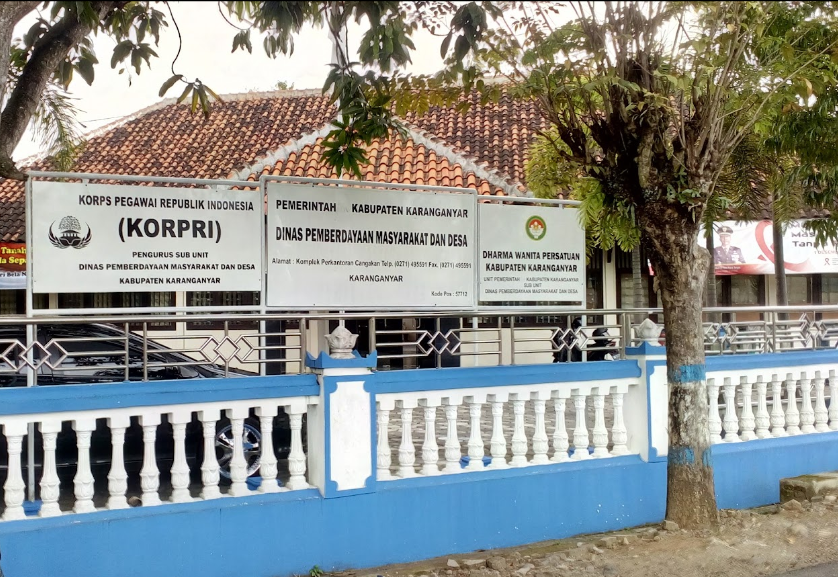 KORPS PEGAWAI REPUBLIK INDONESIA
(KORPRI)
PENGURUS SUB UNIT
DINAS PEMBERDAYAAN MASYARAKAT DAN DESA
KABUPATEN KARANGANYAR
PEMERINTAH KABUPATEN KARANGANYAR
DINAS PEMBERDAYAAN MASYARAKAT DAN DESA
Alamat : Komplek Perkantoran Cangakan Telp. (0271) 495591 Fax. (0271) 495591
KARANGANYAR
Kode Pos : 57712
DHARMA WANITA PERSATUAN
KABUPATEN KARANGANYAR
UNIT PEMERINTAH KABUPATEN KARANGANYAR
SUB UNIT
DINAS PEMBERDAYAAN MASYARAKAT DAN DESA